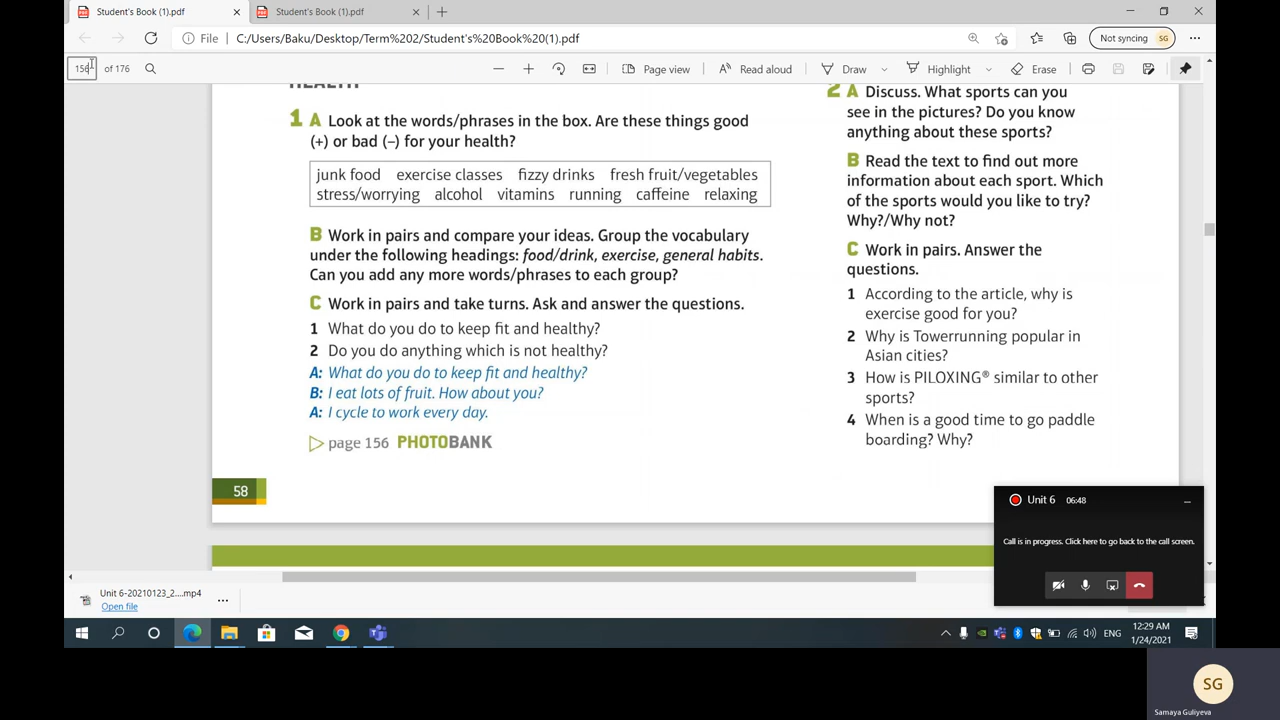 Student's Book (1).pdf
Student's Book (1).pdf
File C:/Users/Baku/Desktop/Term%202/Student's%20Book%20(1).pdf
Not syncing SG
156 of 176
Page view
Read aloud
Draw
Highlight
Erase
1 A Look at the words/phrases in the box. Are these things good
(+) or bad (–) for your health?
junk food exercise classes fizzy drinks fresh fruit/vegetables
stress/worrying alcohol vitamins running caffeine relaxing
B Work in pairs and compare your ideas. Group the vocabulary
under the following headings: food/drink, exercise, general habits.
Can you add any more words/phrases to each group?
C Work in pairs and take turns. Ask and answer the questions.
1 What do you do to keep fit and healthy?
2 Do you do anything which is not healthy?
A: What do you do to keep fit and healthy?
B: I eat lots of fruit. How about you?
A: I cycle to work every day.
page 156 PHOTOBANK
58
2 A Discuss. What sports can you
see in the pictures? Do you know
anything about these sports?
B Read the text to find out more
information about each sport. Which
of the sports would you like to try?
Why?/Why not?
C Work in pairs. Answer the
questions.
1 According to the article, why is
exercise good for you?
2 Why is Towerrunning popular in
Asian cities?
3 How is PILOXING® similar to other
sports?
4 When is a good time to go paddle
boarding? Why?
Unit 6 06:48
Call is in progress. Click here to go back to the call screen.
Unit 6-20210123_2....mp4
Open file
ENG
12:29 AM
1/24/2021
SG
Samaya Guliyeva